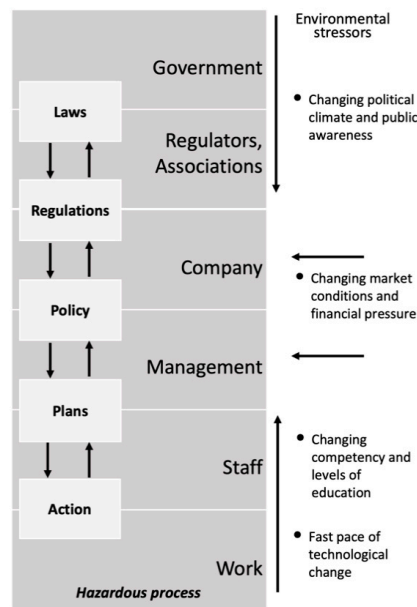 Environmental
stressors
Government
Laws
Changing political
climate and public
awareness
Regulators,
Associations
Regulations
Company
Changing market
conditions and
financial pressure
Policy
Management
Plans
Changing
competency and
levels of
education
Staff
Action
Fast pace of
technological
change
Work
Hazardous process